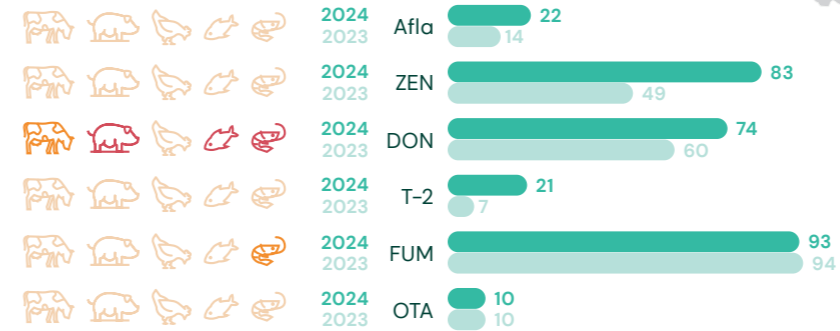 2024 Afla 22
2023 14
2024 ZEN 83
2023 49
2024 DON 74
2023 60
2024 T-2 21
2023 7
2024 FUM 93
2023 94
2024 OTA 10
2023 10